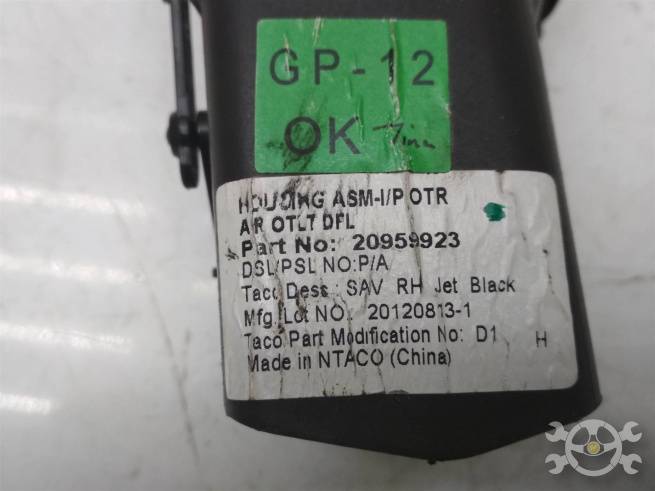 GP-12
OK
HOUSING ASM-I/P OTR
AIR OTLT DFL
Part No: 20959923
DSL/PSL NO:P/A
Taco Desc : SAV RH Jet Black
Mfg. Lot NO. 20120813-1
Taco Part Modification No: D1 H
Made in NTACO (China)